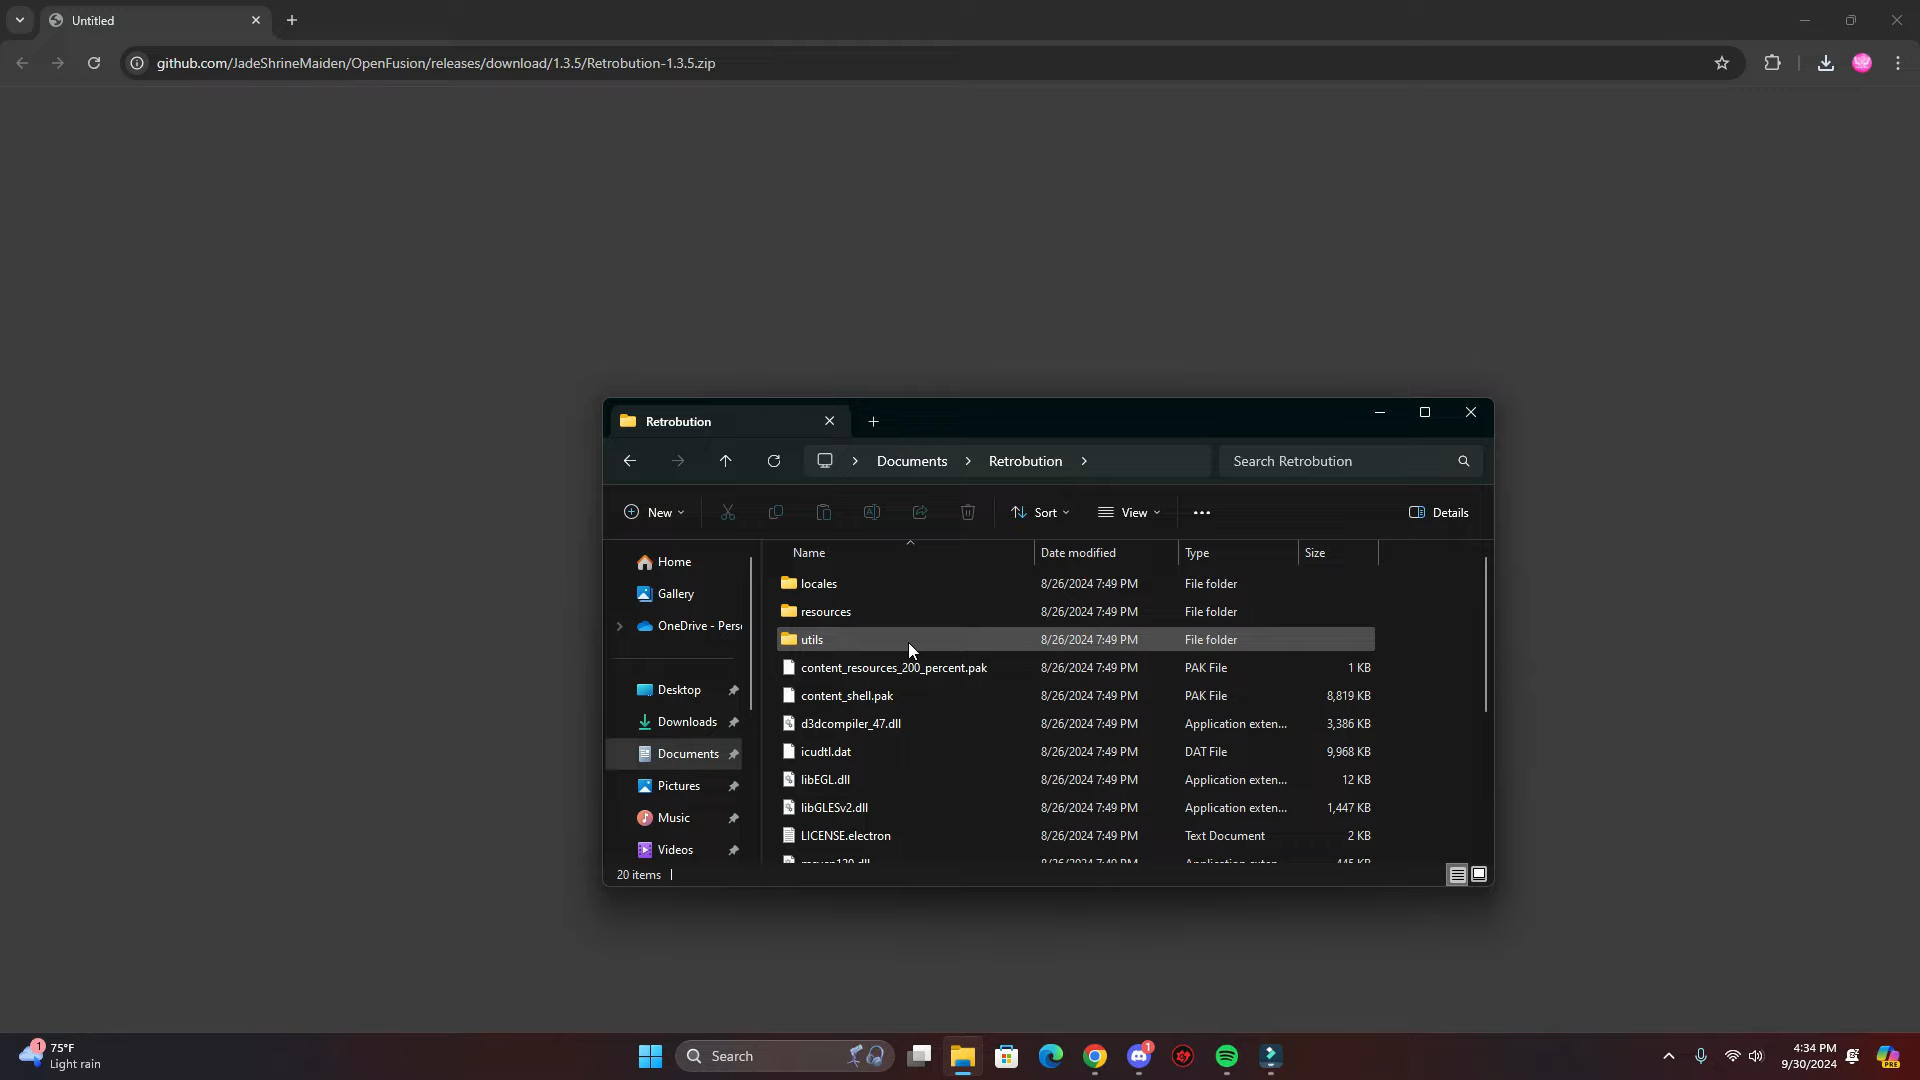 Untitled
github.com/JadeShrineMaiden/OpenFusion/releases/download/1.3.5/Retrobution-1.3.5.zip
Retrobution
Documents Retrobution
Search Retrobution
New
Sort
View
Details
Name Date modified Type Size
Home
Gallery
OneDrive - Pers
Desktop
Downloads
Documents
Pictures
Music
Videos
locales 8/26/2024 7:49 PM File folder
resources 8/26/2024 7:49 PM File folder
utils 8/26/2024 7:49 PM File folder
content_resources_200_percent.pak 8/26/2024 7:49 PM PAK File 1 KB
content_shell.pak 8/26/2024 7:49 PM PAK File 8,819 KB
d3dcompiler_47.dll 8/26/2024 7:49 PM Application exten... 3,386 KB
icudtl.dat 8/26/2024 7:49 PM DAT File 9,968 KB
libEGL.dll 8/26/2024 7:49 PM Application exten... 12 KB
libGLESv2.dll 8/26/2024 7:49 PM Application exten... 1,447 KB
LICENSE.electron 8/26/2024 7:49 PM Text Document 2 KB
20 items
1
75°F
Light rain
Search
1
PRE
4:34 PM
9/30/2024